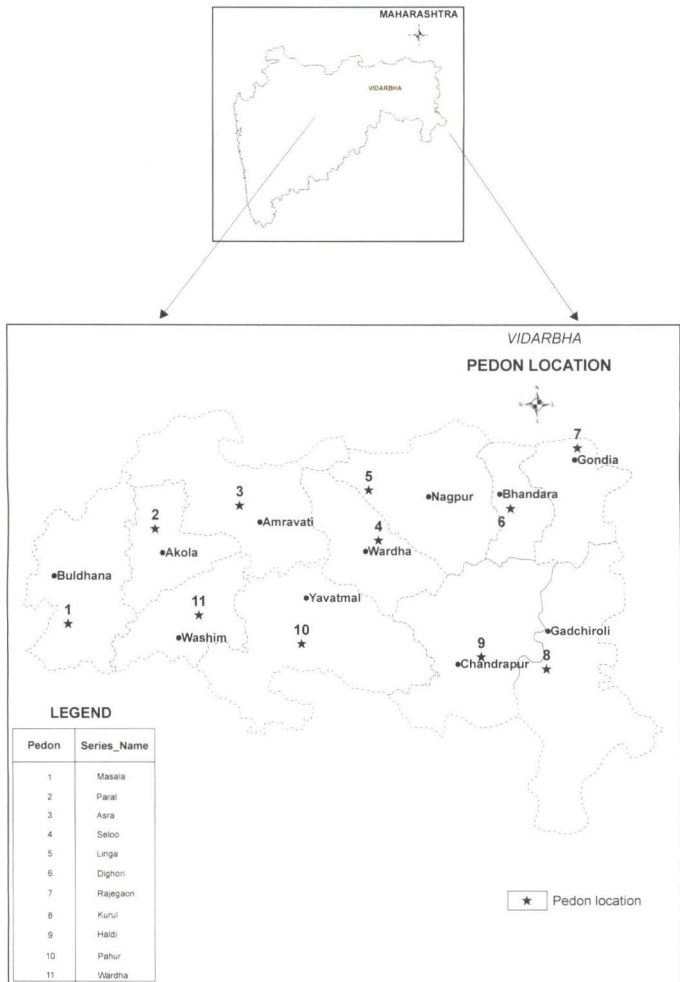 MAHARASHTRA
VIDARBHA
VIDARBHA
PEDON LOCATION
N
7
Gondia
5
Nagpur
Bhandara
6
3
Amravati
2
Akola
4
Wardha
Buldhana
1
11
Washim
Yavatmal
10
Gadchiroli
9
Chandrapur
8
LEGEND
Pedon Series_Name
1 Masala
2 Paral
3 Asra
4 Seloo
5 Linga
6 Dighori
7 Rajegaon
8 Kurul
9 Haldi
10 Pahur
11 Wardha
Pedon location